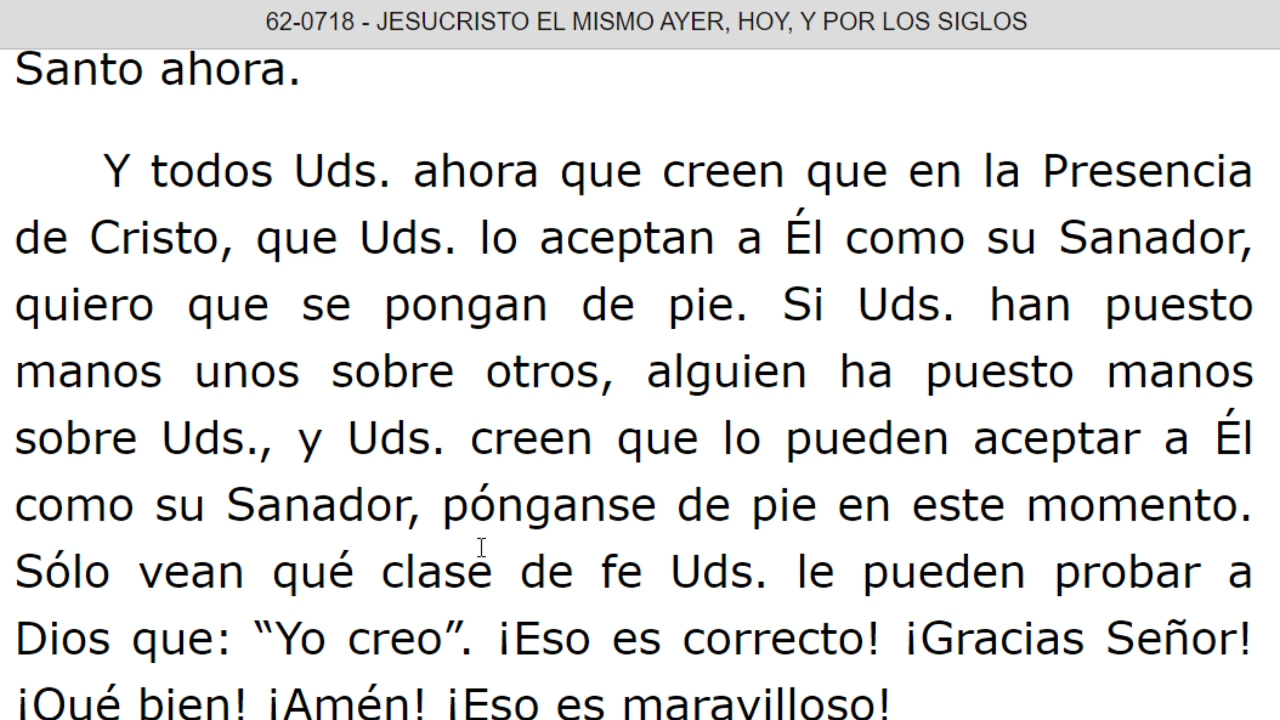 62-0718 - JESUCRISTO EL MISMO AYER, HOY, Y POR LOS SIGLOS
Santo ahora.
Y todos Uds. ahora que creen que en la Presencia
de Cristo, que Uds. lo aceptan a Él como su Sanador,
quiero que se pongan de pie. Si Uds. han puesto
manos unos sobre otros, alguien ha puesto manos
sobre Uds., y Uds. creen que lo pueden aceptar a Él
como su Sanador, pónganse de pie en este momento.
Sólo vean qué clase de fe Uds. le pueden probar a
Dios que: “Yo creo”. ¡Eso es correcto! ¡Gracias Señor!
¡Qué bien! ¡Amén! ¡Eso es maravilloso!